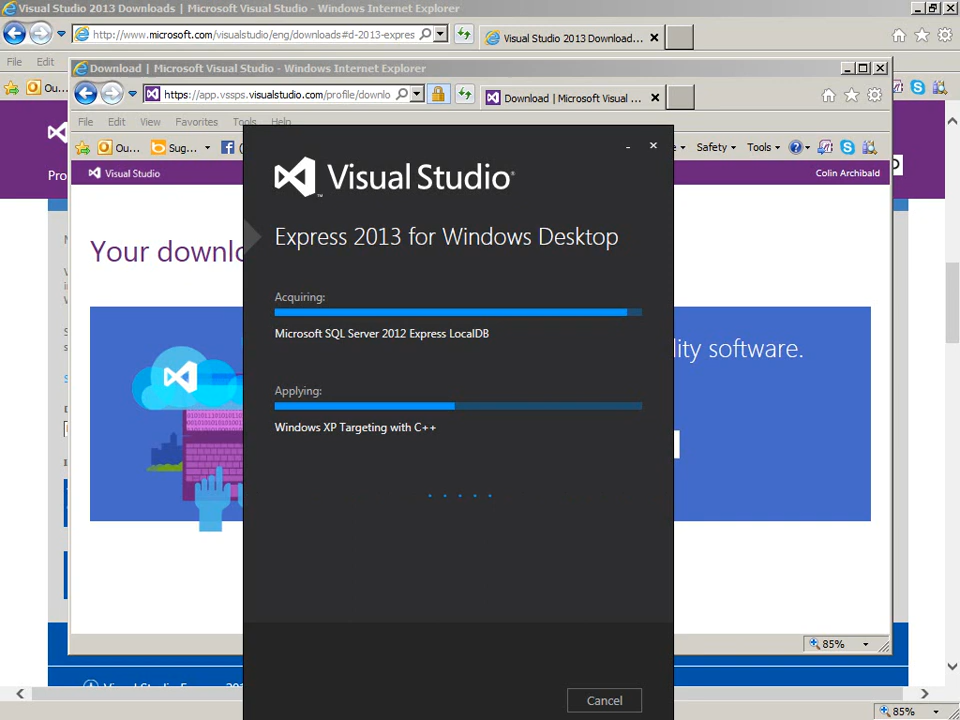 Visual Studio 2013 Downloads | Microsoft Visual Studio - Windows Internet Explorer
http://www.microsoft.com/visualstudio/eng/downloads#d-2013-expres
Visual Studio 2013 Download...
File Edit
Ou...
Download | Microsoft Visual Studio - Windows Internet Explorer
https://app.vssps.visualstudio.com/profile/downlo
Download | Microsoft Visual ...
File Edit View Favorites Tools Help
Ou... Sug... Safety Tools
Visual Studio
Colin Archibald
Pro
Your downlo
Visual Studio
Express 2013 for Windows Desktop
Acquiring:
Microsoft SQL Server 2012 Express LocalDB
lity software.
Applying:
Windows XP Targeting with C++
85%
Cancel
85%